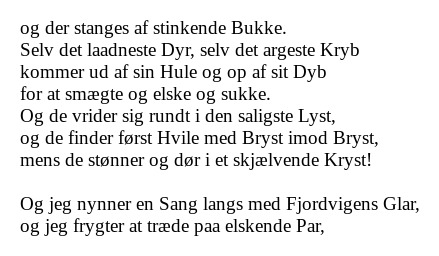 og der stanges af stinkende Bukke.
Selv det laadneste Dyr, selv det argeste Kryb
kommer ud af sin Hule og op af sit Dyb
for at smægte og elske og sukke.
Og de vrider sig rundt i den saligste Lyst,
og de finder først Hvile med Bryst imod Bryst,
mens de stønner og dør i et skjælvende Kryst!

Og jeg nynner en Sang langs med Fjordvigens Glar,
og jeg frygter at træde paa elskende Par,